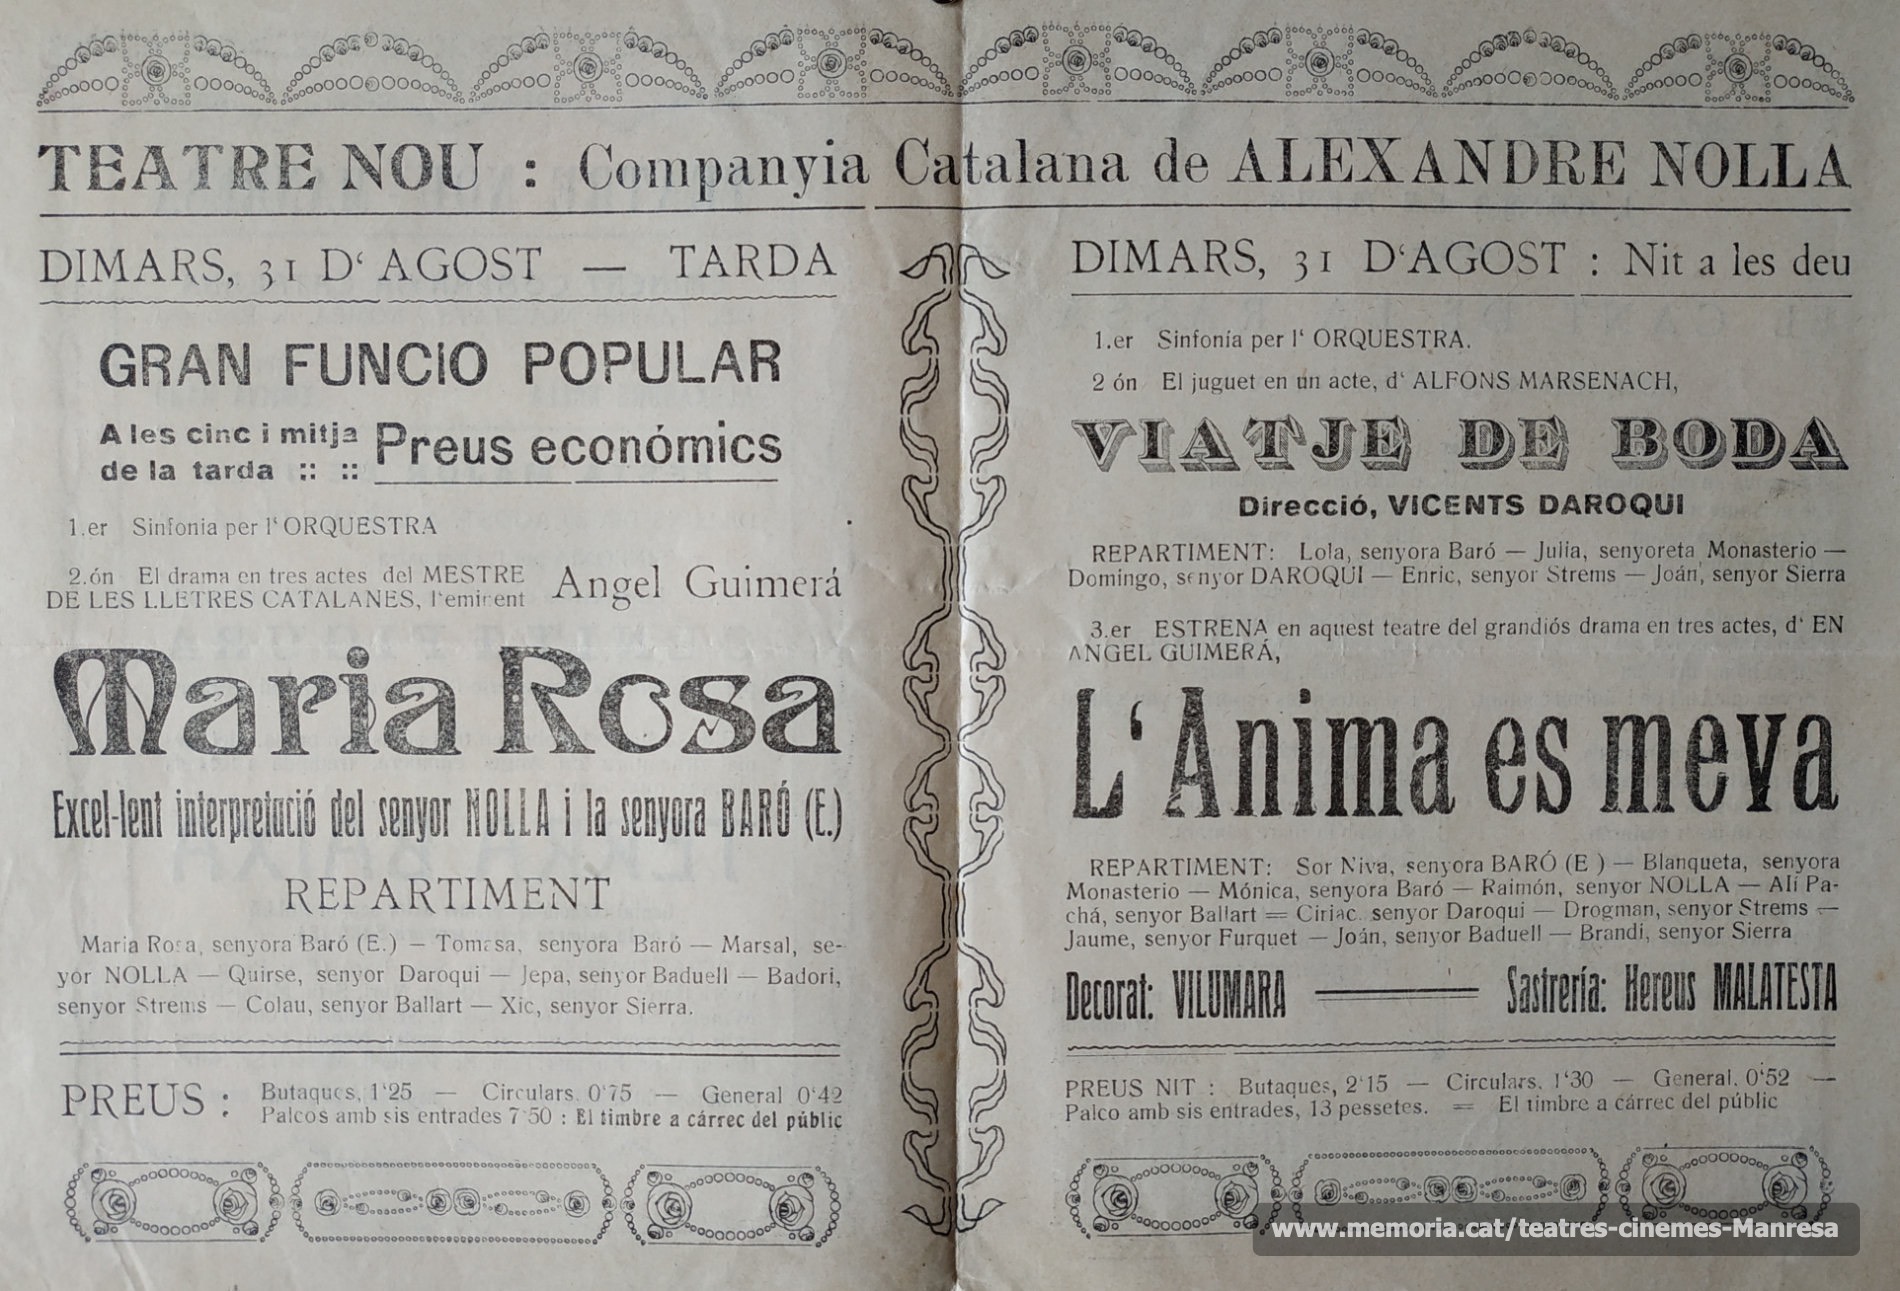 TEATRE NOU : Companyia Catalana de ALEXANDRE NOLLA
DIMARS, 31 D‘AGOST — TARDA
GRAN FUNCIO POPULAR
A les cinc i mitja
de la tarda :: ::
Preus económics
1.er Sinfonia per l‘ORQUESTRA
2.ón El drama en tres actes del MESTRE
DE LES LLETRES CATALANES, l‘eminent
Angel Guimerá
Maria Rosa
Excel-lent interpretació del senyor NOLLA i la senyora BARÓ (E.)
REPARTIMENT
Maria Rosa, senyora Baró (E.) — Tomasa, senyora Baró — Marsal, se-
yor NOLLA — Quirse, senyor Daroqui — Jepa, senyor Baduell — Badori,
senyor Strems — Colau, senyor Ballart — Xic, senyor Sierra.
PREUS :
Butaques, 1‘25 — Circulars. 0‘75 — General 0‘42
Palcos amb sis entrades 7‘50 : El timbre a cárrec del públic
DIMARS, 31 D‘AGOST : Nit a les deu
1.er Sinfonía per l‘ ORQUESTRA.
2 ón El juguet en un acte, d‘ ALFONS MARSENACH,
VIATJE DE BODA
Direcció, VICENTS DAROQUI
REPARTIMENT: Lola, senyora Baró — Julia, senyoreta Monasterio —
Domingo, senyor DAROQUI — Enric, senyor Strems — Joán, senyor Sierra
3.er ESTRENA en aquest teatre del grandiós drama en tres actes, d‘ EN
ANGEL GUIMERÁ,
L‘Anima es meva
REPARTIMENT: Sor Niva, senyora BARÓ (E ) — Blanqueta, senyora
Monasterio — Mónica, senyora Baró — Raimón, senyor NOLLA — Alí Pa-
chá, senyor Ballart — Ciriac. senyor Daroqui — Drogman, senyor Strems —
Jaume, senyor Furquet — Joán, senyor Baduell — Brandi, senyor Sierra
Decorat: VILUMARA Sastrería: Hereus MALATESTA
PREUS NIT : Butaques, 2‘15 — Circulars, 1‘30 — General, 0‘52 —
Palco amb sis entrades, 13 pessetes. = El timbre a cárrec del públic
www.memoria.cat/teatres-cinemes-Manresa